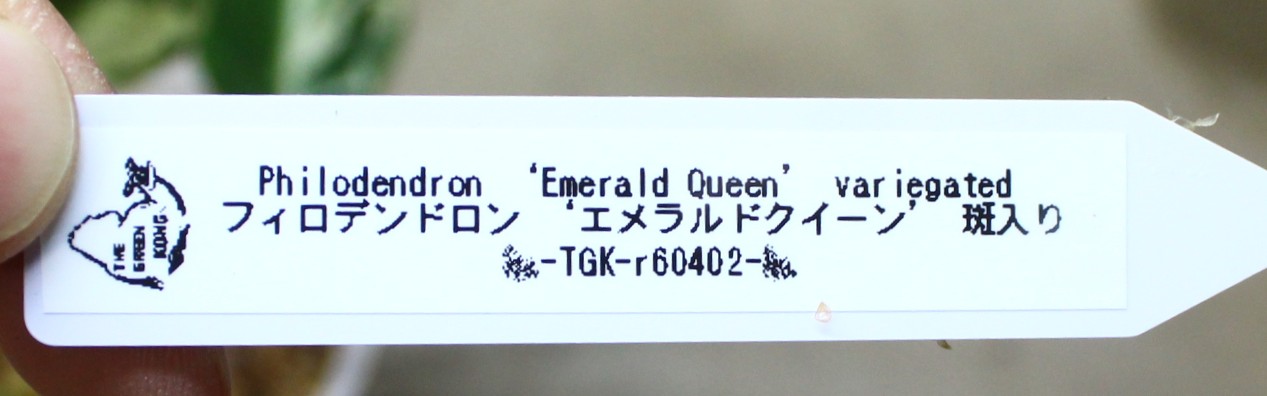 THE
GREEN
KONG
Philodendron ‘Emerald Queen’ variegated
フィロデンドロン ‘エメラルドクイーン’ 斑入り
-TGK-r60402-